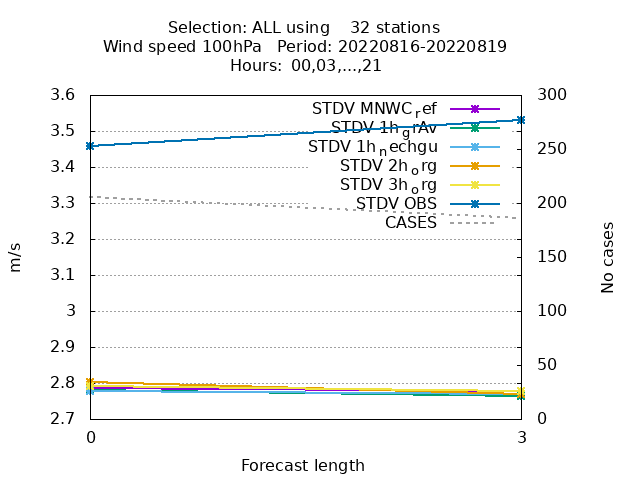 Selection: ALL using 32 stations
Wind speed 100hPa Period: 20220816-20220819
Hours: 00,03,...,21
3.6
3.5
3.4
3.3
3.2
3.1
3
2.9
2.8
2.7
300
250
200
150
100
50
0
STDV MNWC_ref
STDV 1h_grAv
STDV 1h_nechgu
STDV 2h_org
STDV 3h_org
STDV OBS
CASES
m/s
No cases
0
3
Forecast length